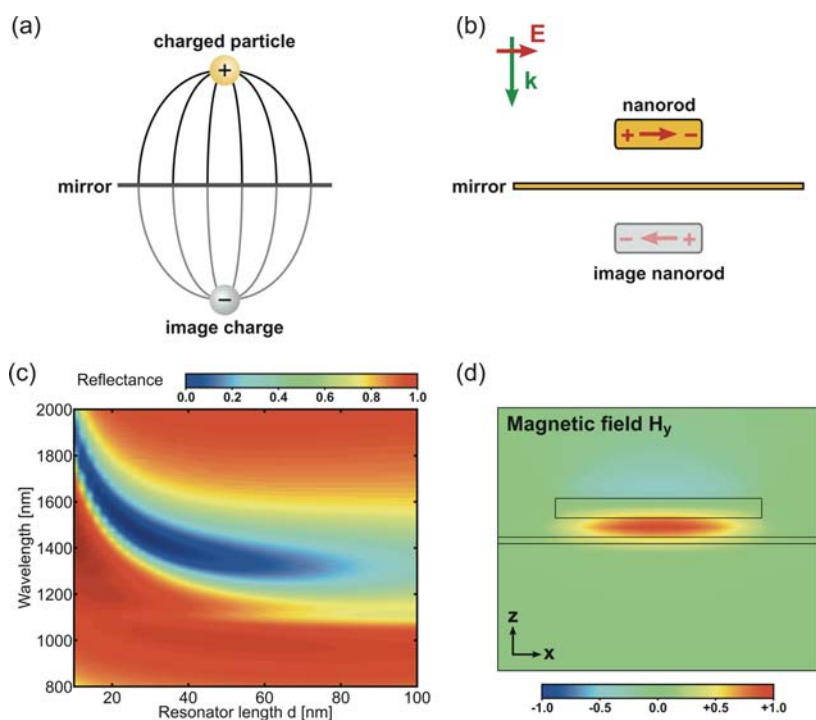 (a)
charged particle
+
mirror
−
image charge
(b)
E
k
nanorod
+ −
mirror
− +
image nanorod
(c)
Reflectance
0.0 0.2 0.4 0.6 0.8 1.0
2000
1800
1600
1400
1200
1000
800
Wavelength [nm]
20 40 60 80 100
Resonator length d [nm]
(d)
Magnetic field Hy
z
x
-1.0 -0.5 0.0 +0.5 +1.0